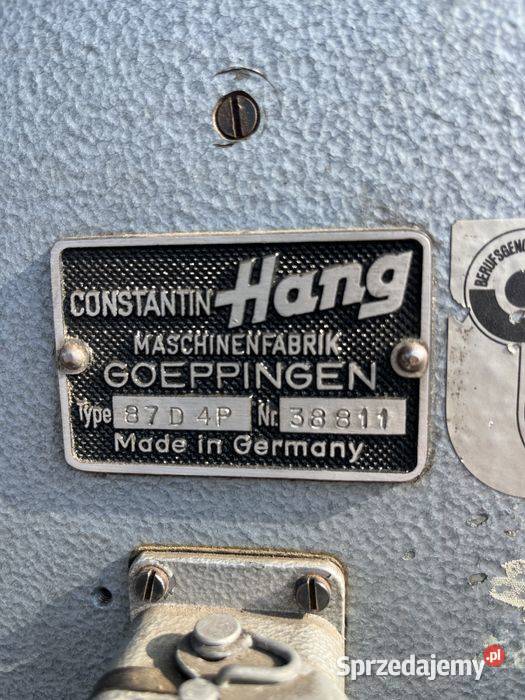 CONSTANTIN Hang
MASCHINENFABRIK
GOEPPINGEN
Type 87D 4P Nr. 38811
Made in Germany
Sprzedajemy.pl